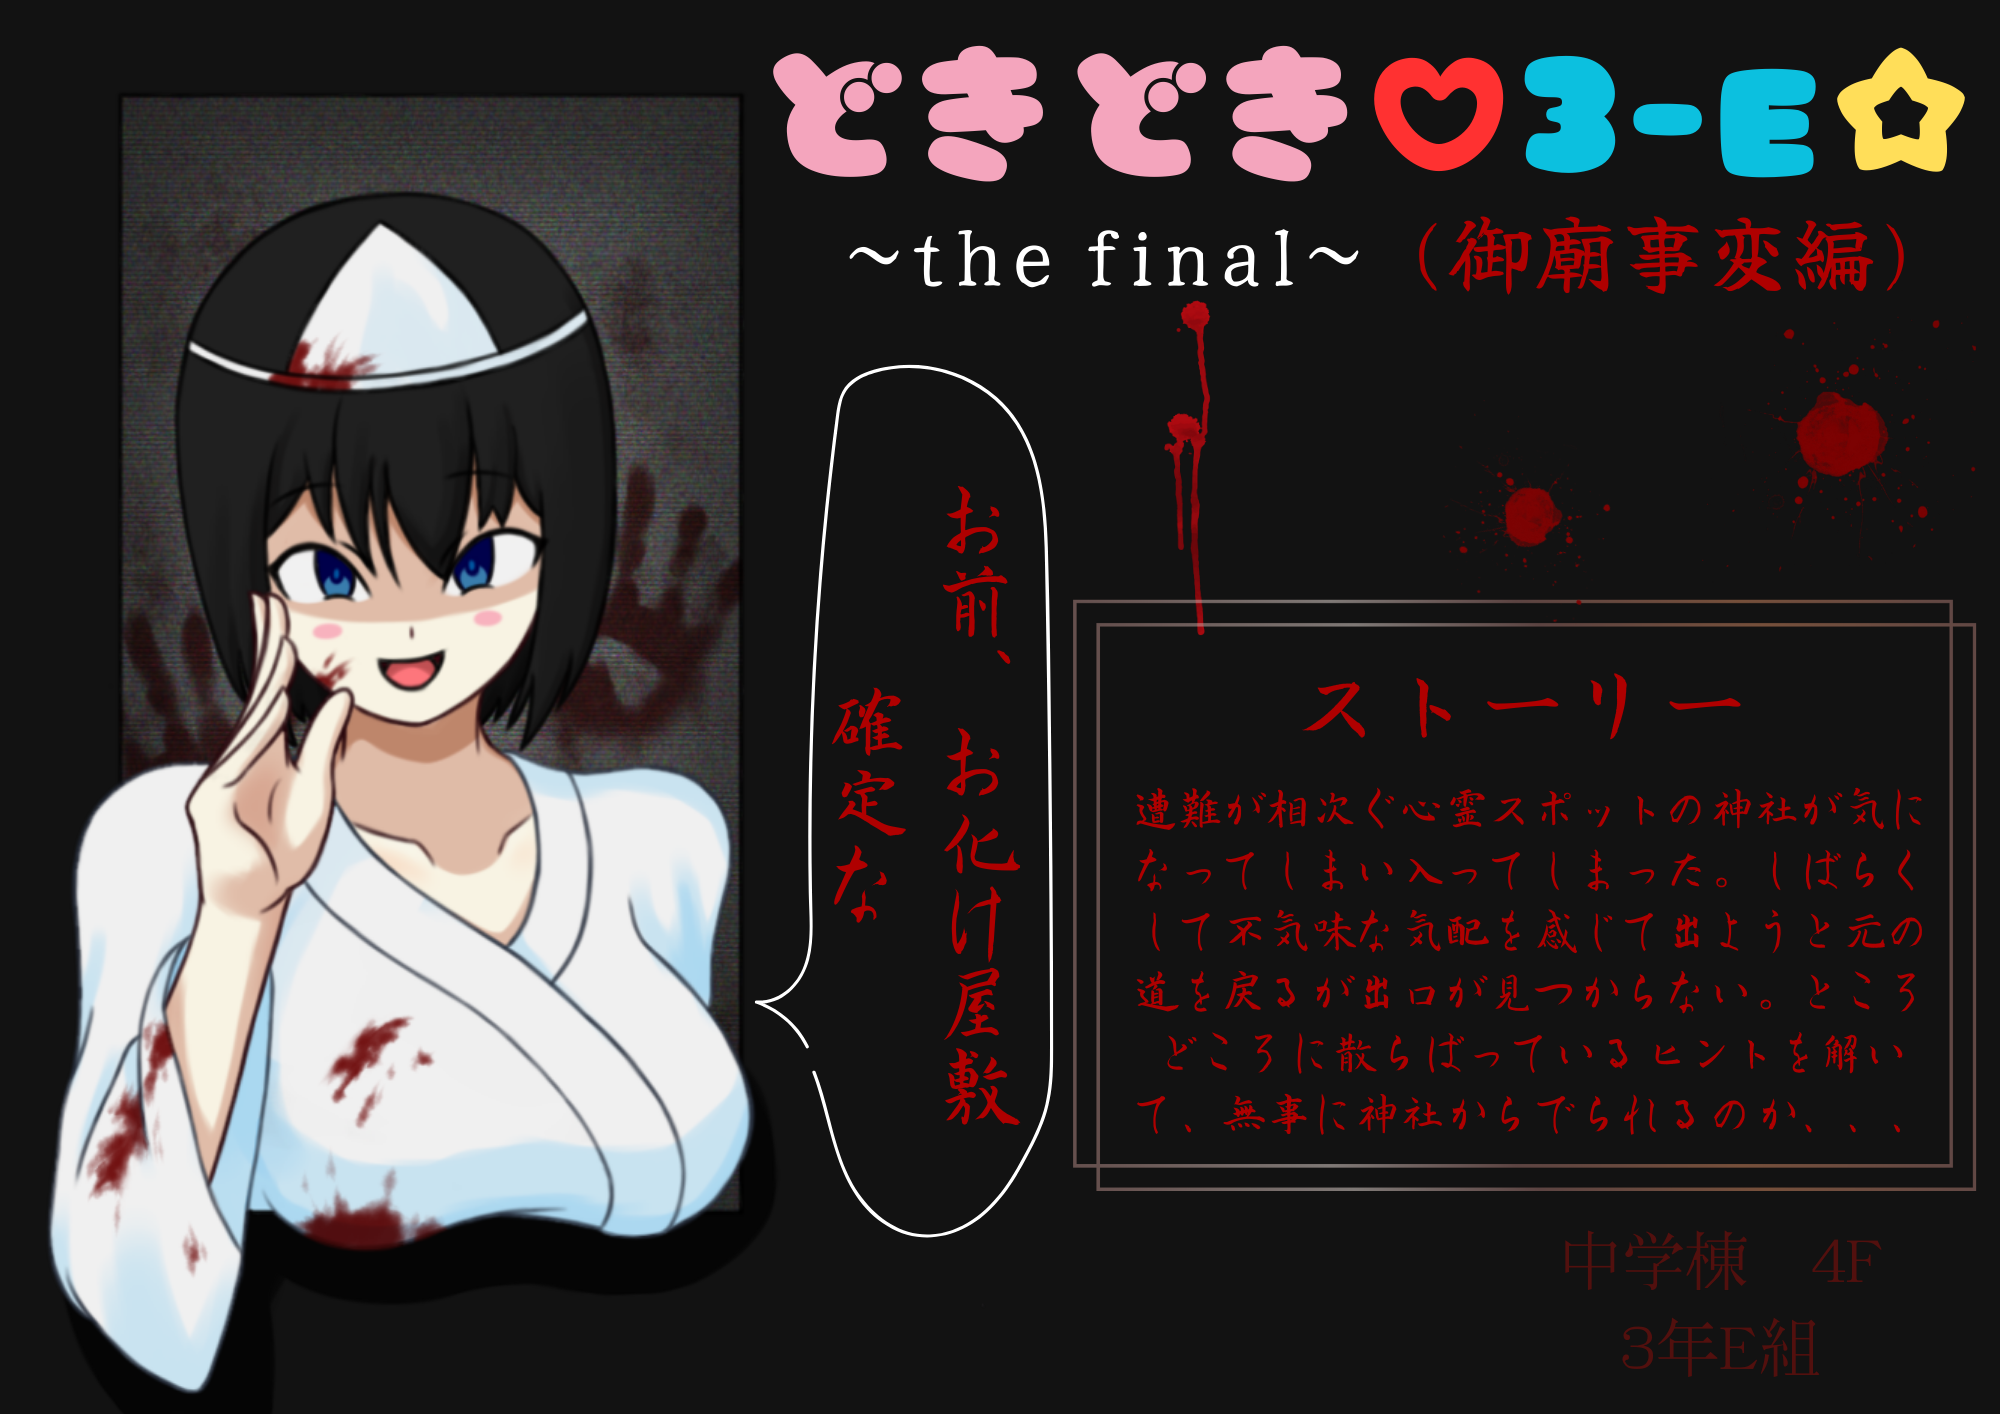 どきどき♡3-E☆
～the final～（御廟事変編）
お前、お化け屋敷
確定な
ストーリー
遭難が相次ぐ心霊スポットの神社が気に
なってしまい入ってしまった。しばらく
して不気味な気配を感じて出ようと元の
道を戻るが出口が見つからない。ところ
どころに散らばっているヒントを解い
て、無事に神社からでられるのか、、、
中学棟　4F
3年E組